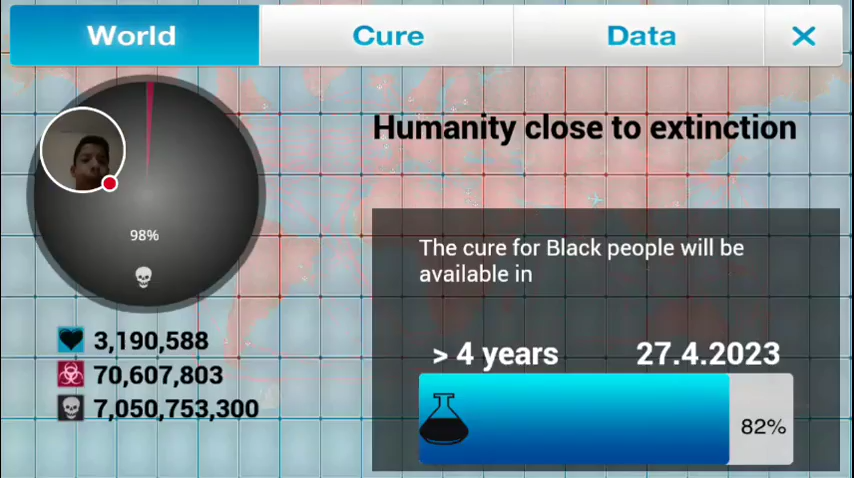 World
Cure
Data
Humanity close to extinction
98%
The cure for Black people will be
available in
3,190,588
70,607,803
7,050,753,300
> 4 years
27.4.2023
82%